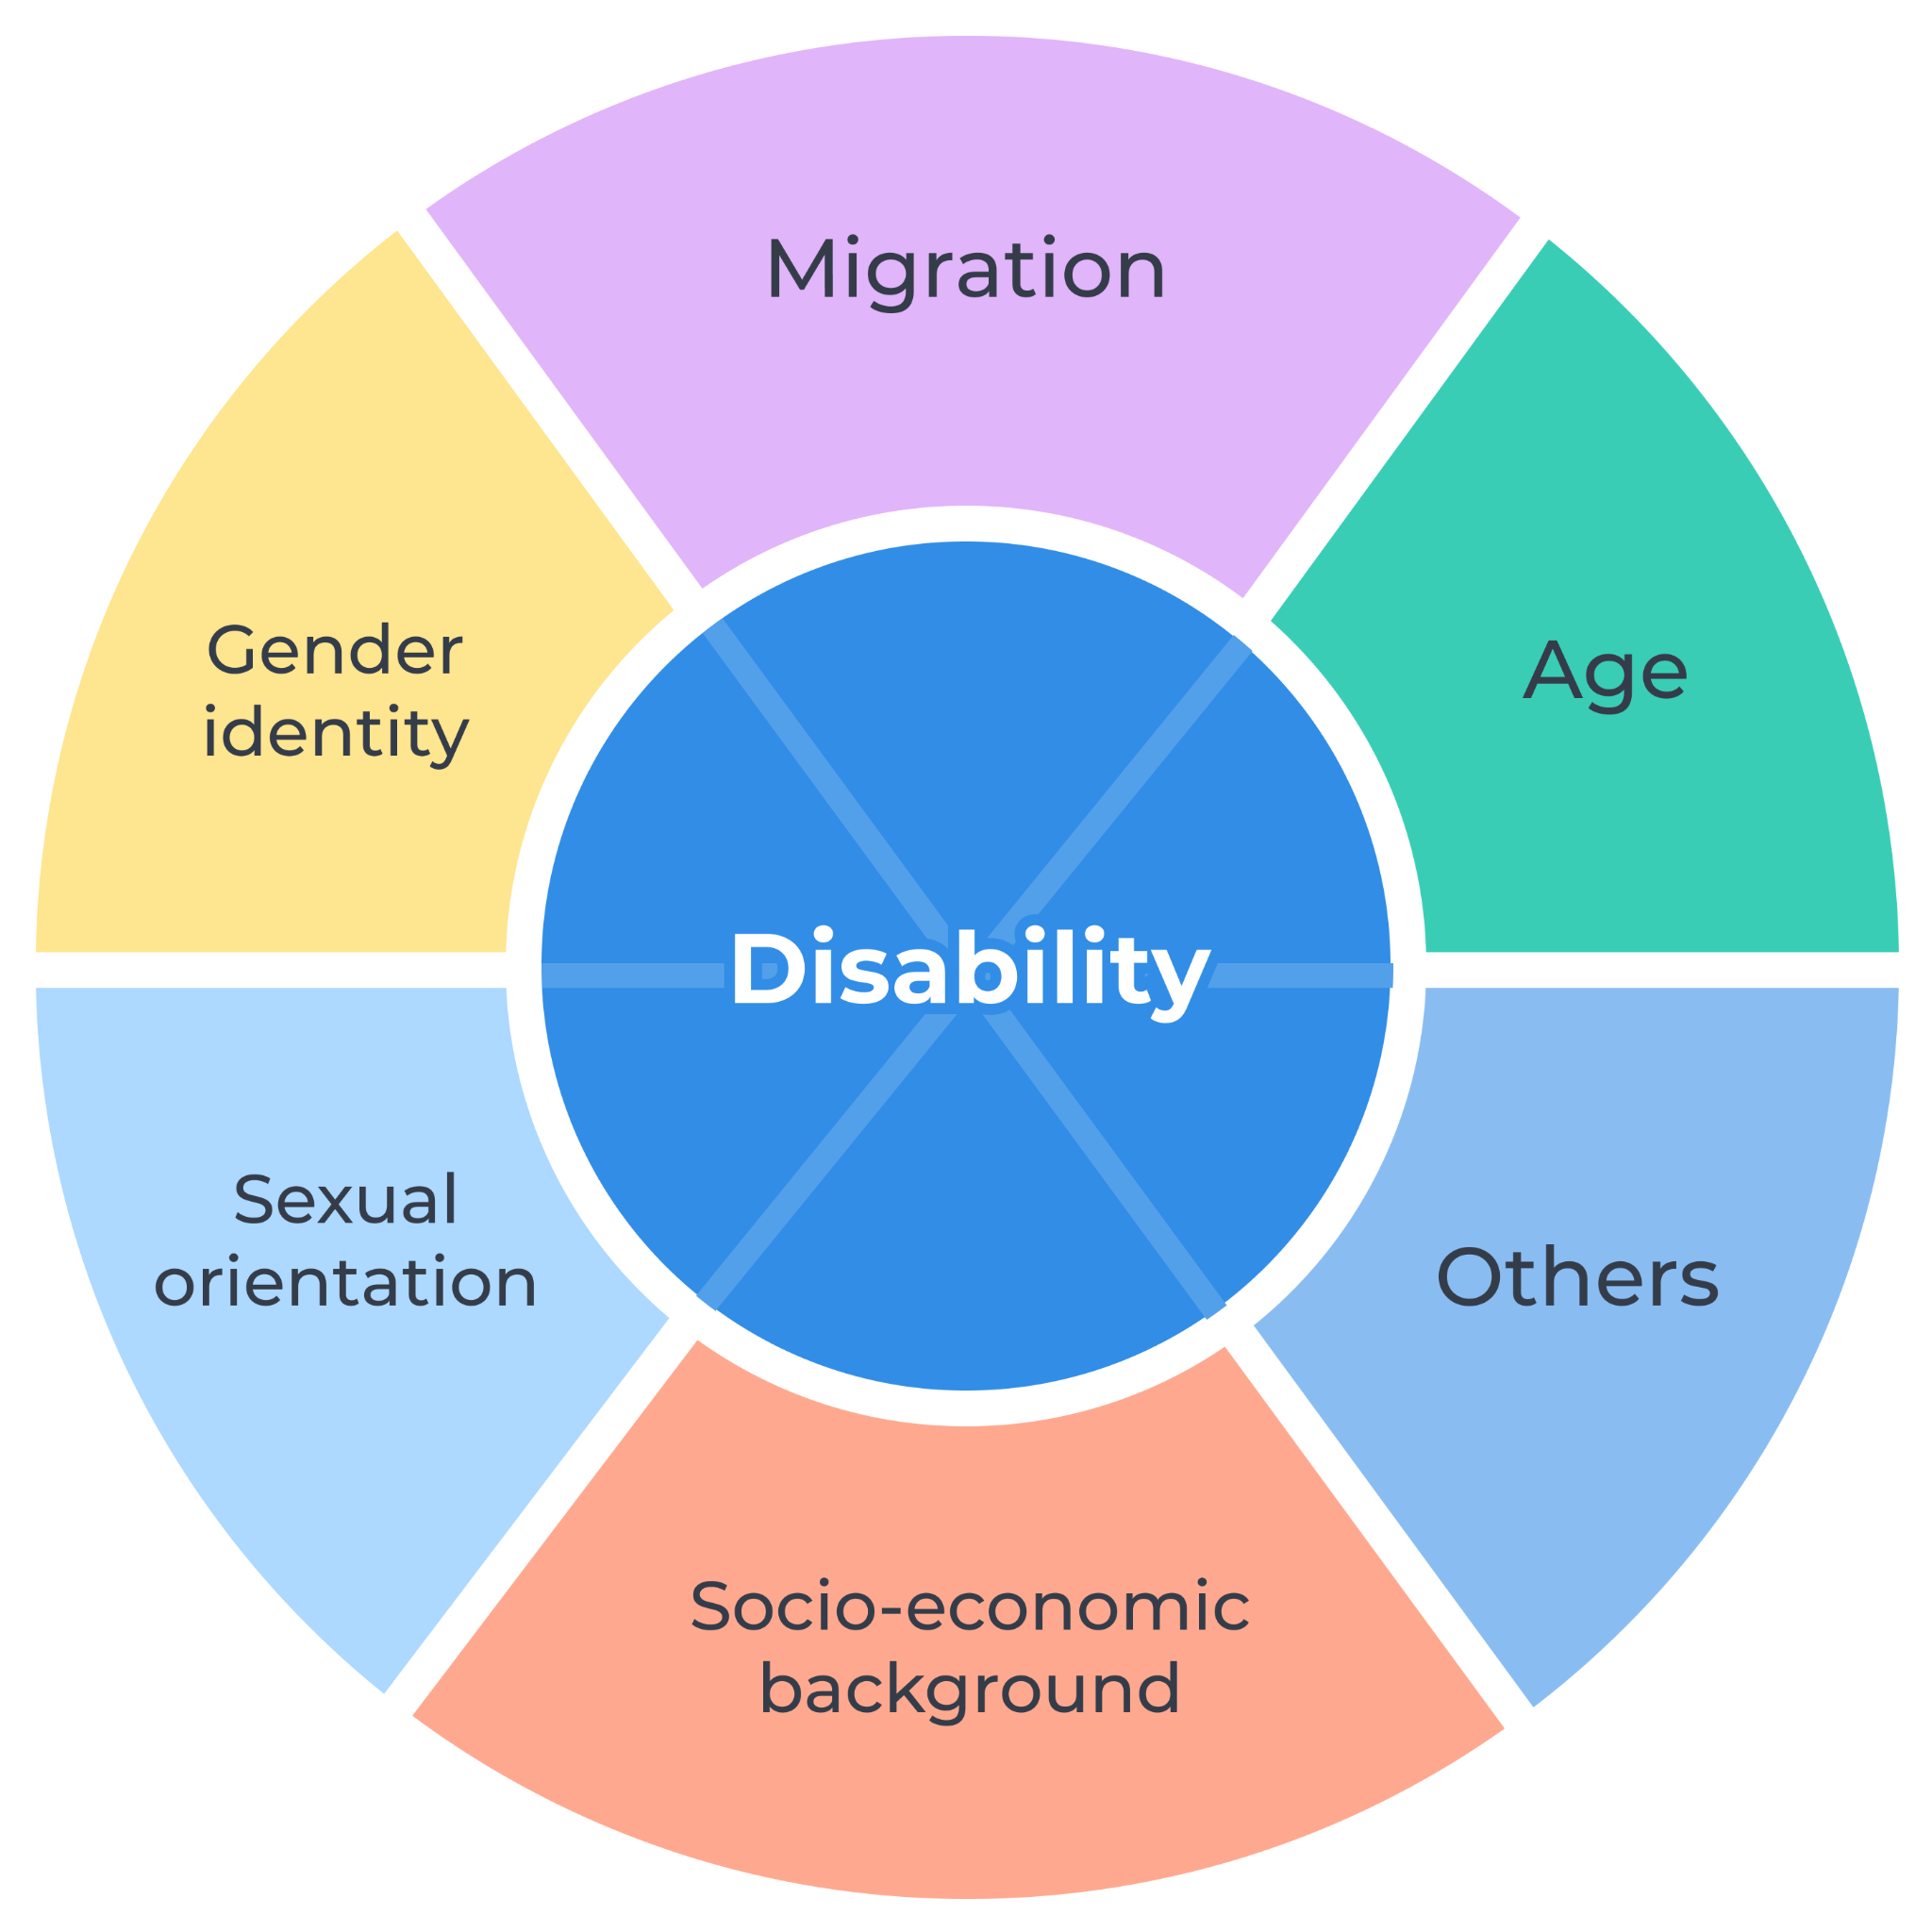 Migration
Age
Gender
identity
Disability
Sexual
orientation
Others
Socio-economic
background